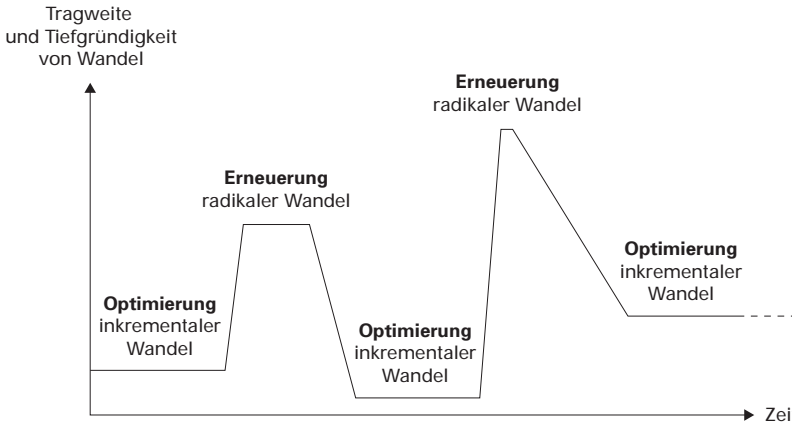 Tragweite
und Tiefgründigkeit
von Wandel
Erneuerung
radikaler Wandel
Erneuerung
radikaler Wandel
Optimierung
inkrementaler
Wandel
Optimierung
inkrementaler
Wandel
Optimierung
inkrementaler
Wandel
Zei